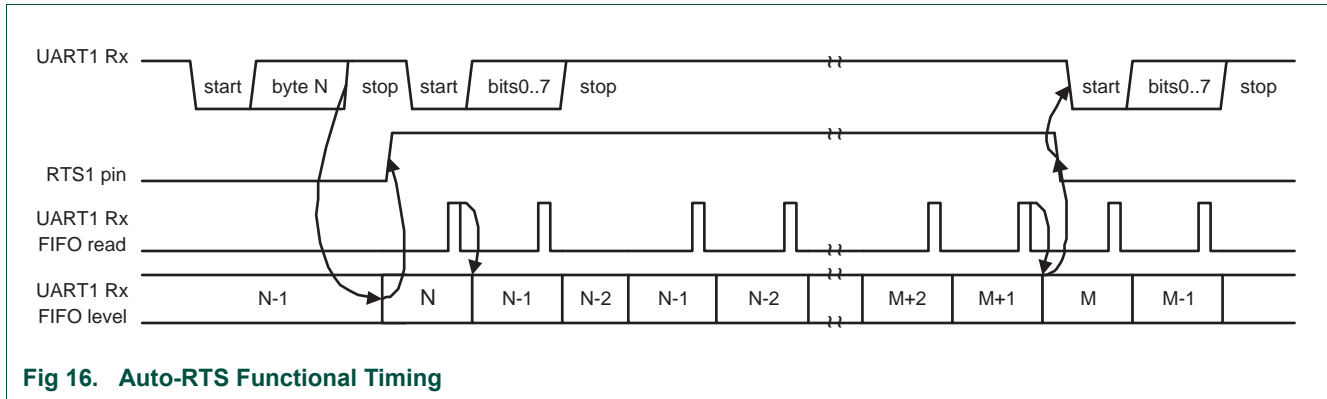 UART1 Rx
start byte N stop start bits0..7 stop start bits0..7 stop
RTS1 pin
UART1 Rx
FIFO read
UART1 Rx
FIFO level
N-1 N N-1 N-2 N-1 N-2 M+2 M+1 M M-1
Fig 16. Auto-RTS Functional Timing